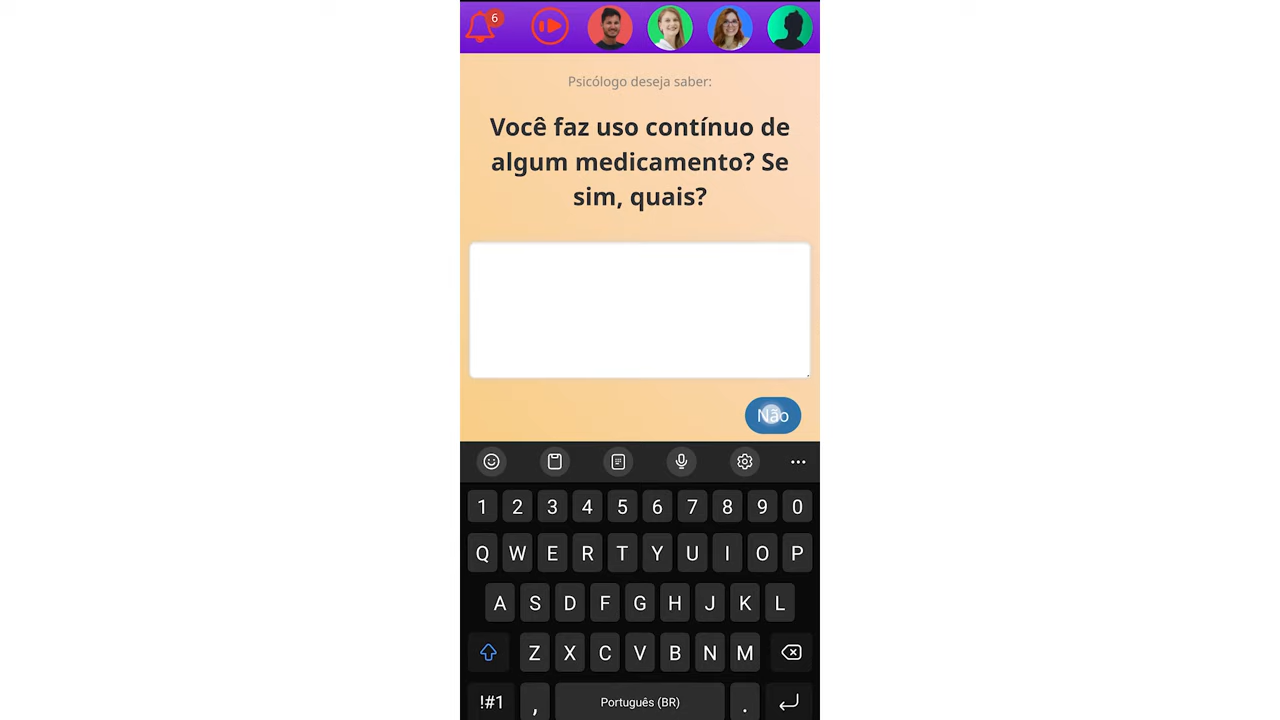 6
Psicólogo deseja saber:
Você faz uso contínuo de
algum medicamento? Se
sim, quais?
Não
1 2 3 4 5 6 7 8 9 0
Q W E R T Y U I O P
A S D F G H J K L
Z X C V B N M
!#1 , Português (BR) .